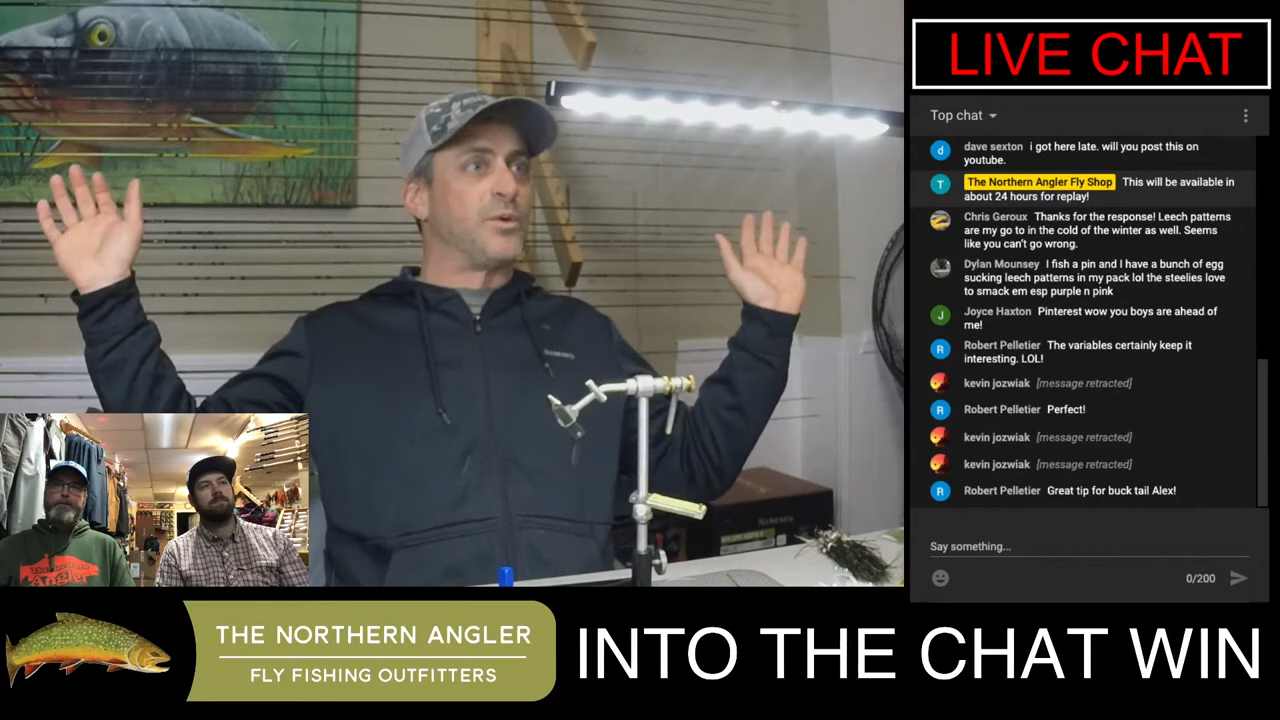 LIVE CHAT
Top chat
dave sexton i got here late. will you post this on
youtube.
T The Northern Angler Fly Shop This will be available in
about 24 hours for replay!
Chris Geroux Thanks for the response! Leech patterns
are my go to in the cold of the winter as well. Seems
like you can't go wrong.
Dylan Mounsey I fish a pin and I have a bunch of egg
sucking leech patterns in my pack lol the steelies love
to smack em esp purple n pink
J Joyce Haxton Pinterest wow you boys are ahead of
me!
R Robert Pelletier The variables certainly keep it
interesting. LOL!
kevin jozwiak [message retracted]
R Robert Pelletier Perfect!
kevin jozwiak [message retracted]
kevin jozwiak [message retracted]
R Robert Pelletier Great tip for buck tail Alex!
Say something...
0/200
SIMMS
SIMMS
Angler
THE NORTHERN ANGLER
FLY FISHING OUTFITTERS
INTO THE CHAT WIN